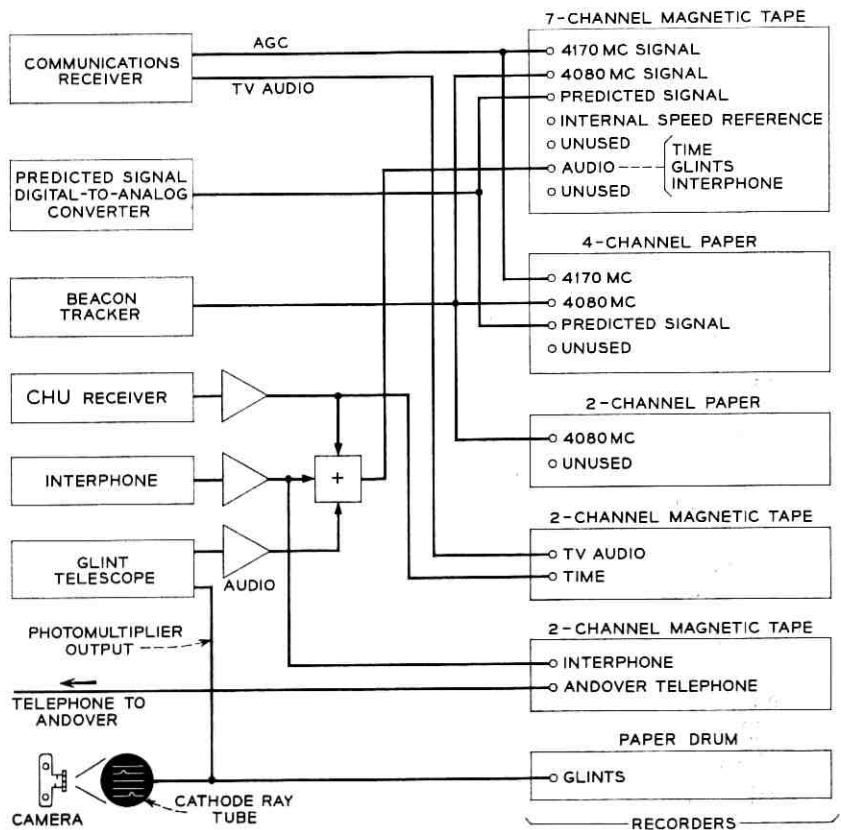 COMMUNICATIONS
RECEIVER
AGC
TV AUDIO
PREDICTED SIGNAL
DIGITAL-TO-ANALOG
CONVERTER
BEACON
TRACKER
CHU RECEIVER
INTERPHONE
GLINT
TELESCOPE
AUDIO
PHOTOMULTIPLIER
OUTPUT
TELEPHONE TO
ANDOVER
CAMERA
CATHODE RAY
TUBE
+
7-CHANNEL MAGNETIC TAPE
4170 MC SIGNAL
4080 MC SIGNAL
PREDICTED SIGNAL
INTERNAL SPEED REFERENCE
UNUSED
AUDIO
UNUSED
TIME
GLINTS
INTERPHONE
4-CHANNEL PAPER
4170 MC
4080 MC
PREDICTED SIGNAL
UNUSED
2-CHANNEL PAPER
4080 MC
UNUSED
2-CHANNEL MAGNETIC TAPE
TV AUDIO
TIME
2-CHANNEL MAGNETIC TAPE
INTERPHONE
ANDOVER TELEPHONE
PAPER DRUM
GLINTS
RECORDERS